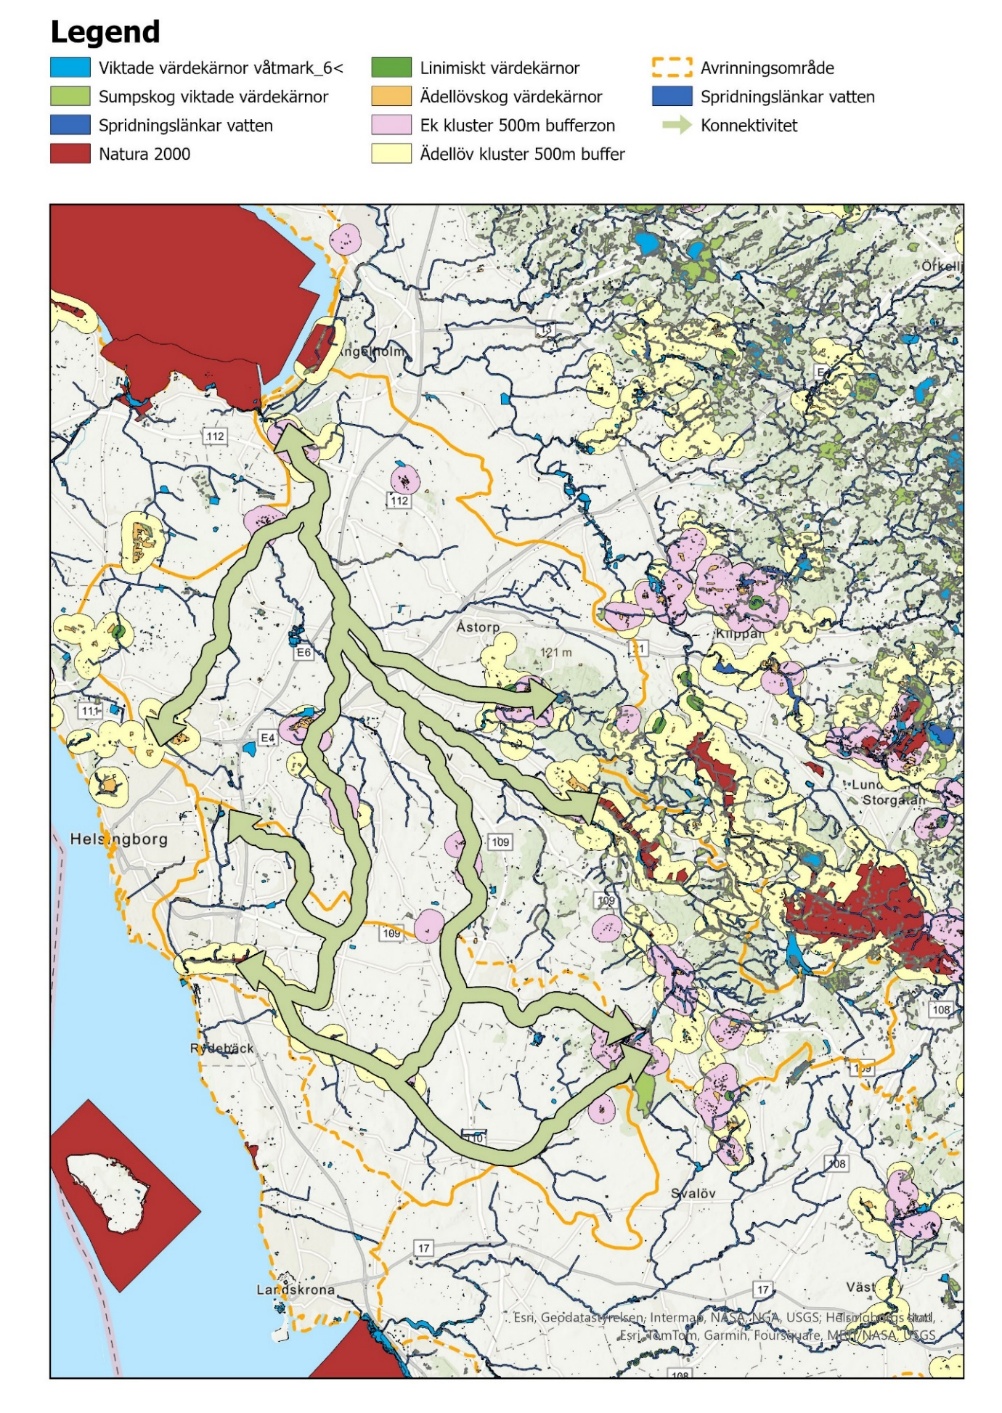 Legend
Viktade värdekärnor våtmark_6<
Sumpskog viktade värdekärnor
Spridningslänkar vatten
Natura 2000
Linimiskt värdekärnor
Ädellövskog värdekärnor
Ek kluster 500m bufferzon
Ädellöv kluster 500m buffer
Avrinningsområde
Spridningslänkar vatten
Konnektivitet
Örkellj
13
Ängelholm
E4
112
112
Åstorp
Klippan
121 m
21
E6
111
E4
Storgatan
Helsingborg
109
109
109
108
Rydebäck
109
110
108
Svalöv
17
17
Landskrona
Väst
Esri, Geodatastyrelsen, Intermap, NASA, NGA, USGS; Helsingborgs stad,
Esri, TomTom, Garmin, Foursquare, METI/NASA, USGS
108